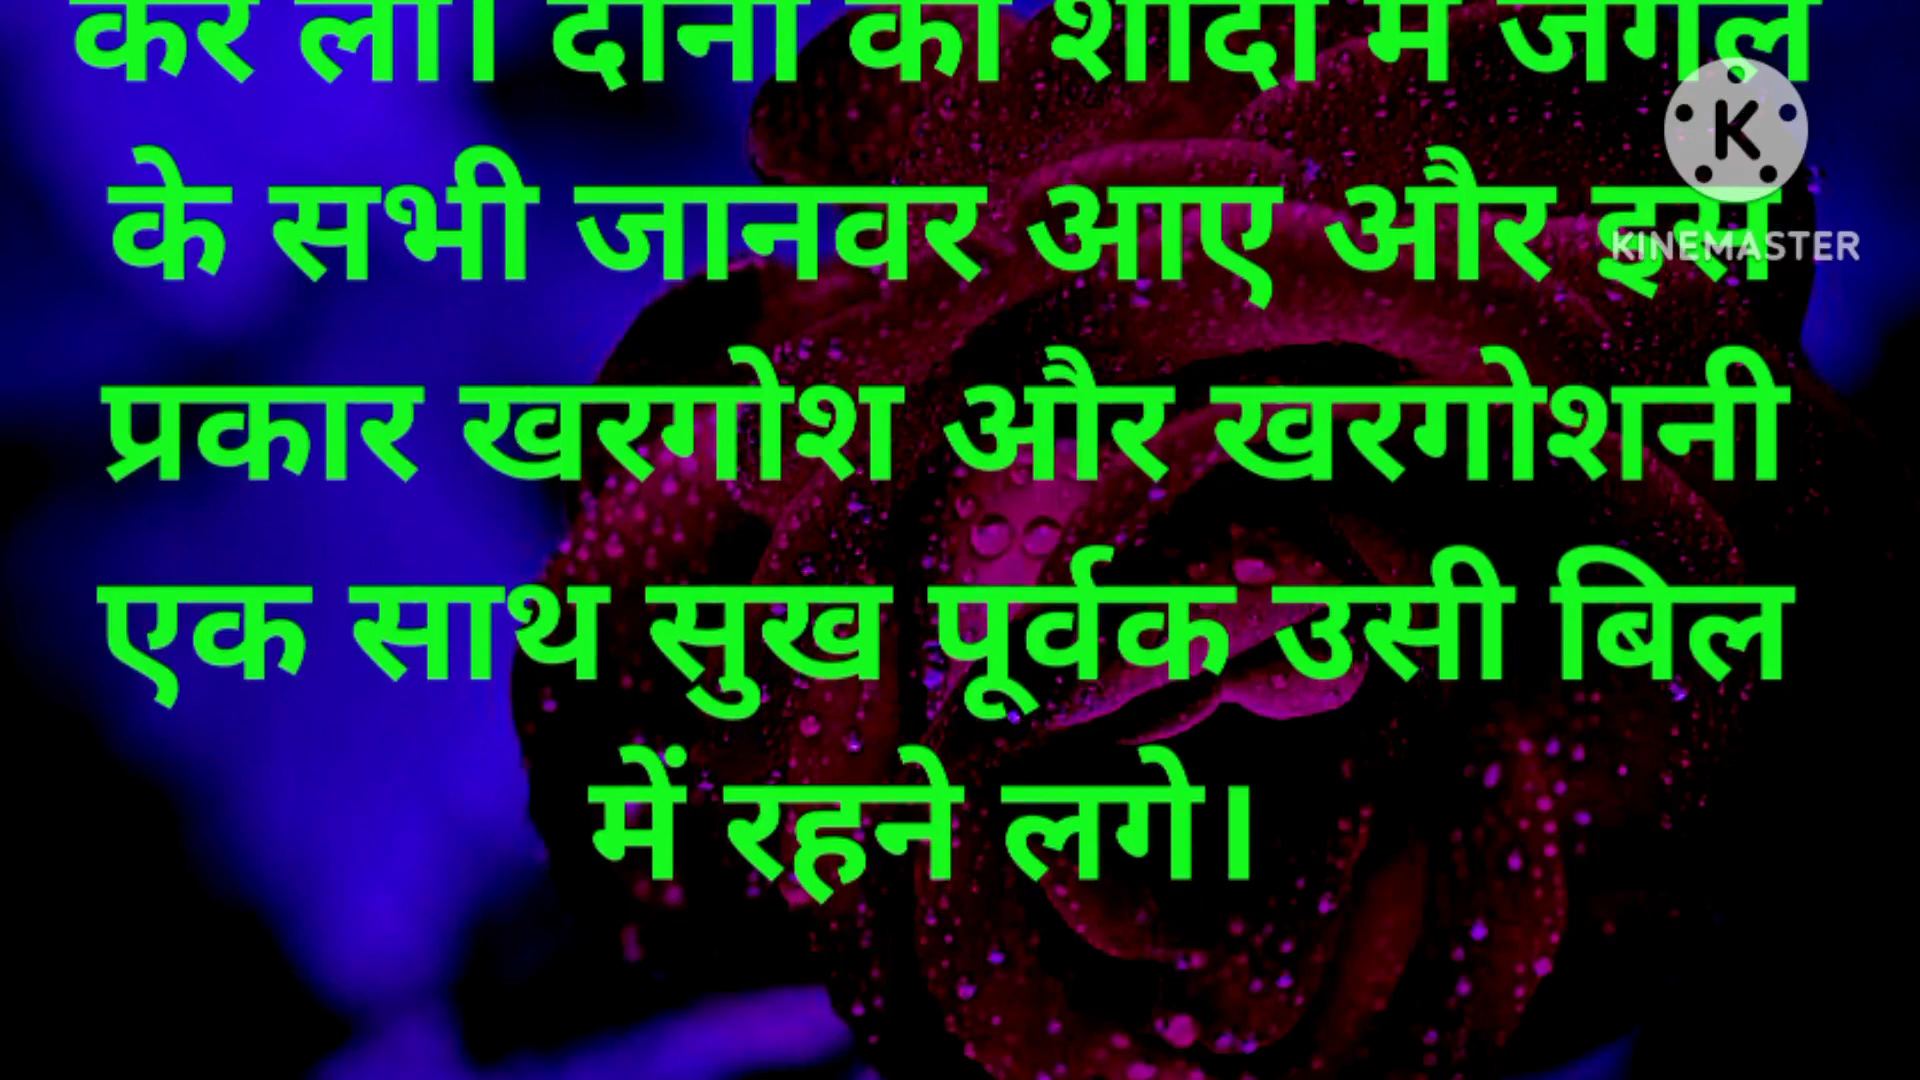 कर ली। दोनों की शादी में जंगल
के सभी जानवर आए और इस
प्रकार खरगोश और खरगोशनी
एक साथ सुख पूर्वक उसी बिल
में रहने लगे।
K
KINEMASTER